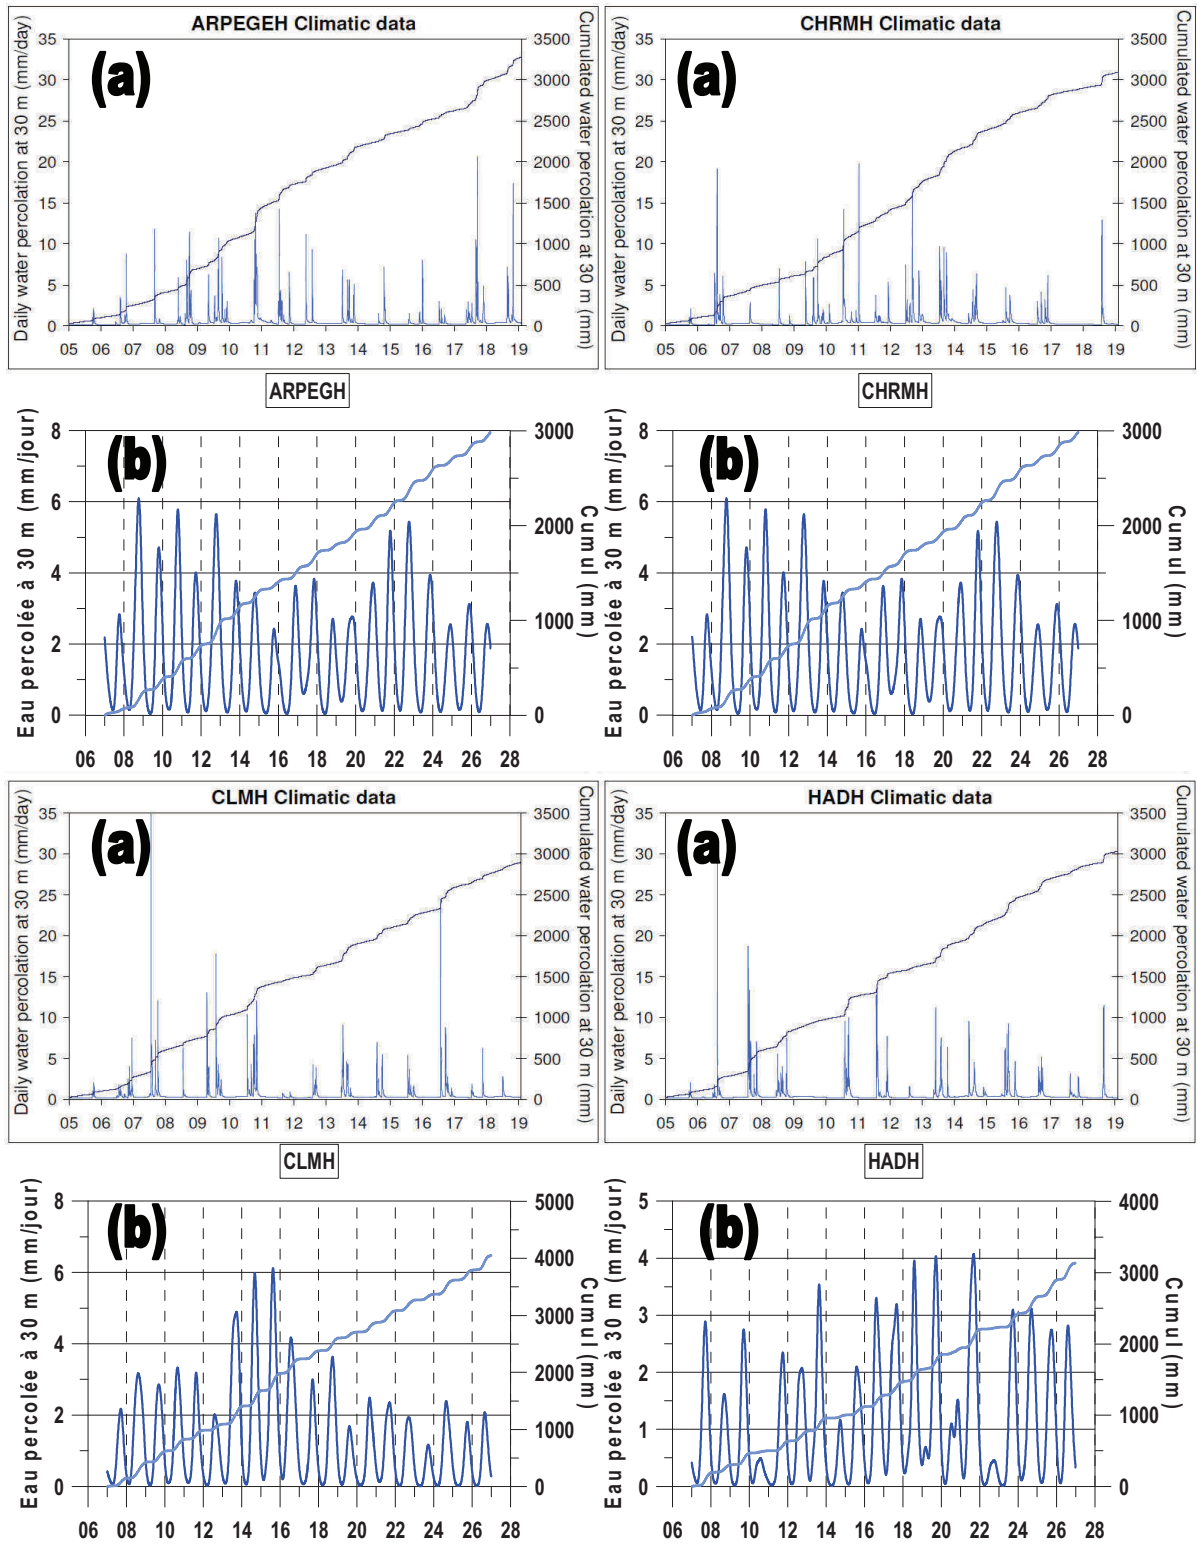 ARPEGEH Climatic data
(a)
Daily water percolation at 30 m (mm/day)
35
30
25
20
15
10
5
0
3500
3000
2500
2000
1500
1000
500
0
Cumulated water percolation at 30 m (mm)
05 06 07 08 09 10 11 12 13 14 15 16 17 18 19
CHRMH Climatic data
(a)
Daily water percolation at 30 m (mm/day)
35
30
25
20
15
10
5
0
3500
3000
2500
2000
1500
1000
500
0
Cumulated water percolation at 30 m (mm)
05 06 07 08 09 10 11 12 13 14 15 16 17 18 19
ARPEGH
(b)
Eau percolée à 30 m (mm/jour)
8
6
4
2
0
3000
2000
1000
0
Cumul (mm)
06 08 10 12 14 16 18 20 22 24 26 28
CHRMH
(b)
Eau percolée à 30 m (mm/jour)
8
6
4
2
0
3000
2000
1000
0
Cumul (mm)
06 08 10 12 14 16 18 20 22 24 26 28
CLMH Climatic data
(a)
Daily water percolation at 30 m (mm/day)
35
30
25
20
15
10
5
0
3500
3000
2500
2000
1500
1000
500
0
Cumulated water percolation at 30 m (mm)
05 06 07 08 09 10 11 12 13 14 15 16 17 18 19
HADH Climatic data
(a)
Daily water percolation at 30 m (mm/day)
35
30
25
20
15
10
5
0
3500
3000
2500
2000
1500
1000
500
0
Cumulated water percolation at 30 m (mm)
05 06 07 08 09 10 11 12 13 14 15 16 17 18 19
CLMH
(b)
Eau percolée à 30 m (mm/jour)
8
6
4
2
0
5000
4000
3000
2000
1000
0
Cumul (mm)
06 08 10 12 14 16 18 20 22 24 26 28
HADH
(b)
Eau percolée à 30 m (mm/jour)
5
4
3
2
1
0
4000
3000
2000
1000
0
Cumul (mm)
06 08 10 12 14 16 18 20 22 24 26 28